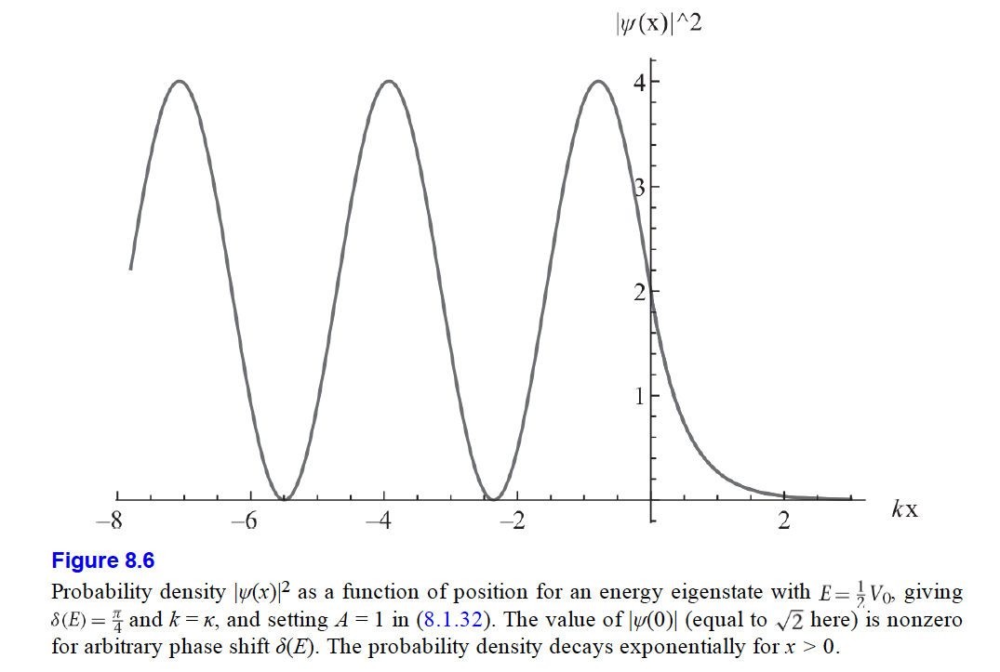 |ψ(x)|^2
4
3
2
1
–8 –6 –4 –2 2 kx
Figure 8.6
Probability density |ψ(x)|² as a function of position for an energy eigenstate with E = ½ V₀, giving
δ(E) = π/4 and k = κ, and setting A = 1 in (8.1.32). The value of |ψ(0)| (equal to √2 here) is nonzero
for arbitrary phase shift δ(E). The probability density decays exponentially for x > 0.